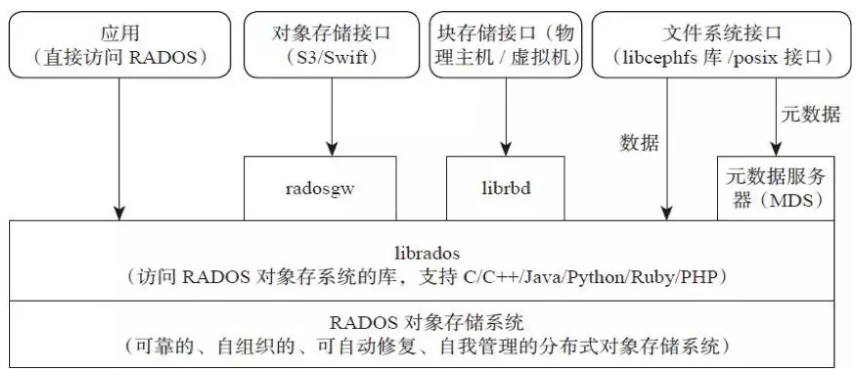 应用
（直接访问 RADOS）
对象存储接口
（S3/Swift）
块存储接口（物
理主机 / 虚拟机）
文件系统接口
（libcephfs 库 /posix 接口）
数据
元数据
radosgw
librbd
元数据服务
器（MDS）
librados
（访问 RADOS 对象存系统的库，支持 C/C++/Java/Python/Ruby/PHP）
RADOS 对象存储系统
（可靠的、自组织的、可自动修复、自我管理的分布式对象存储系统）